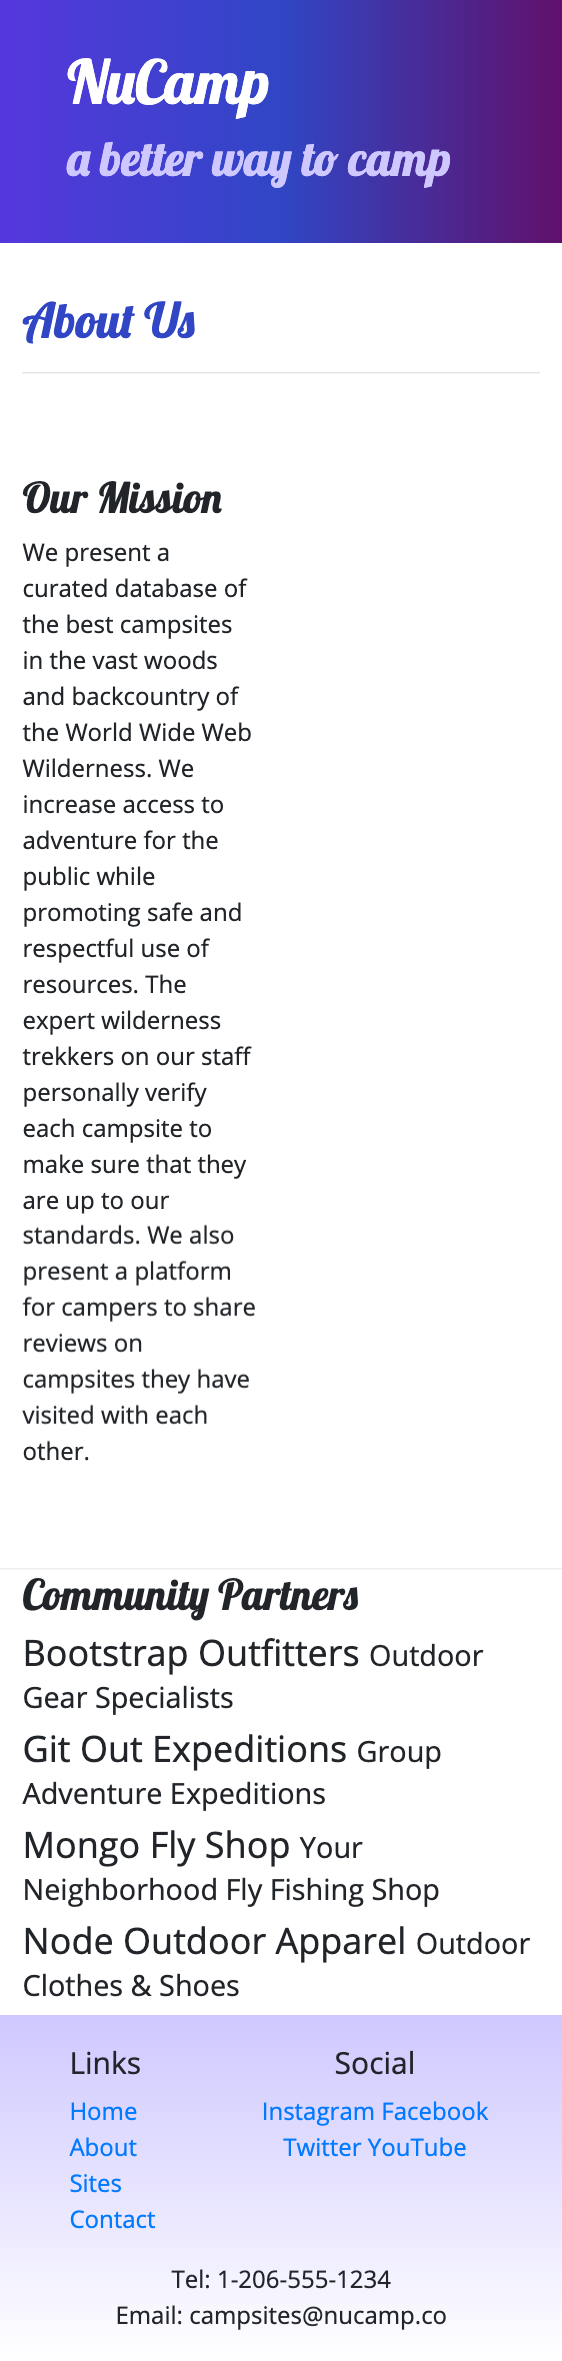 NuCamp
a better way to camp
About Us
Our Mission
We present a
curated database of
the best campsites
in the vast woods
and backcountry of
the World Wide Web
Wilderness. We
increase access to
adventure for the
public while
promoting safe and
respectful use of
resources. The
expert wilderness
trekkers on our staff
personally verify
each campsite to
make sure that they
are up to our
standards. We also
present a platform
for campers to share
reviews on
campsites they have
visited with each
other.
Community Partners
Bootstrap Outfitters Outdoor
Gear Specialists
Git Out Expeditions Group
Adventure Expeditions
Mongo Fly Shop Your
Neighborhood Fly Fishing Shop
Node Outdoor Apparel Outdoor
Clothes & Shoes
Links
Home
About
Sites
Contact
Social
Instagram Facebook
Twitter YouTube
Tel: 1-206-555-1234
Email: campsites@nucamp.co